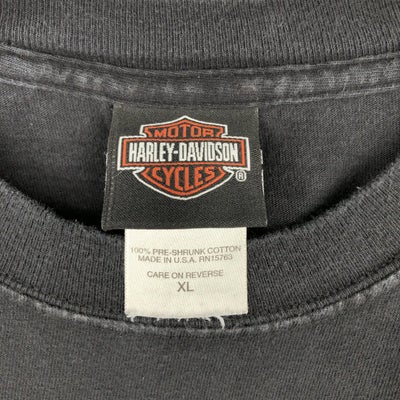 MOTOR
HARLEY-DAVIDSON
CYCLES
®
100% PRE-SHRUNK COTTON
MADE IN U.S.A. RN15763
CARE ON REVERSE
XL